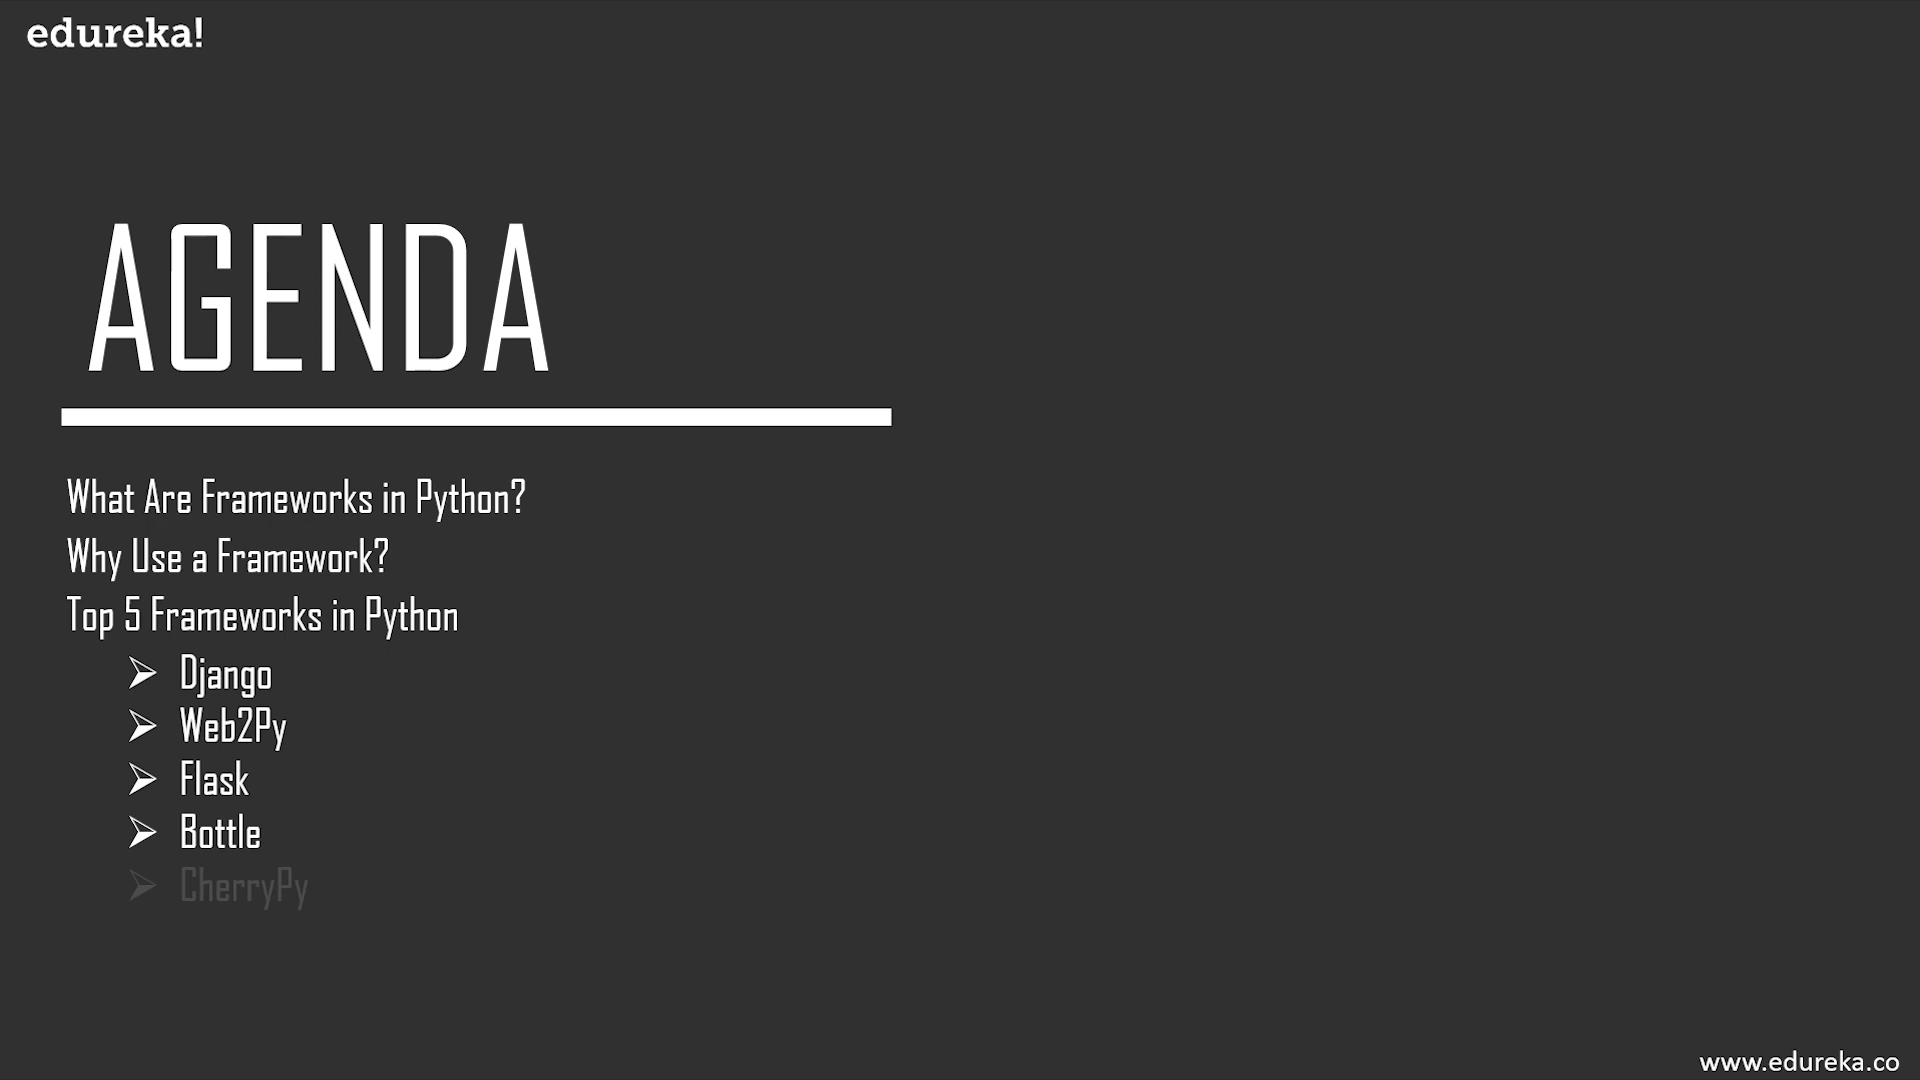 edureka!
AGENDA
What Are Frameworks in Python?
Why Use a Framework?
Top 5 Frameworks in Python
➢ Django
➢ Web2Py
➢ Flask
➢ Bottle
➢ CherryPy
www.edureka.co